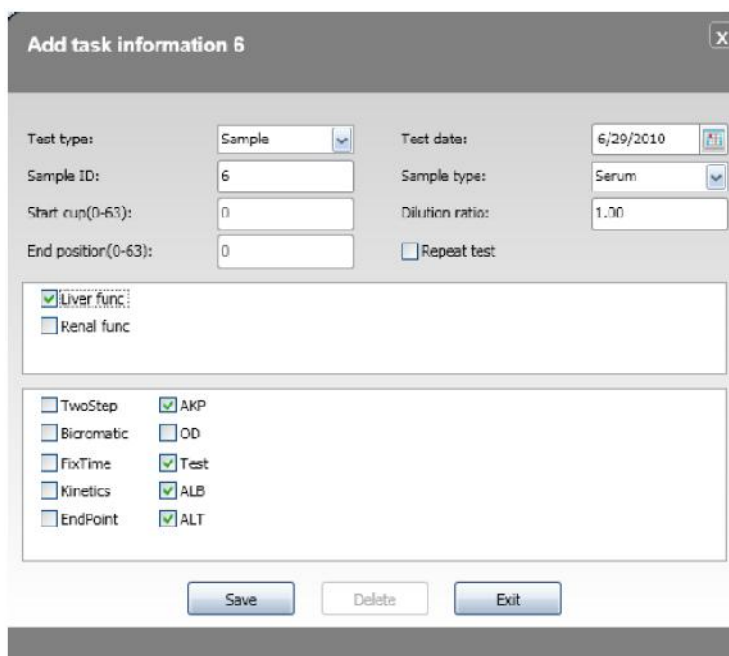 Add task information 6
X
Test type: Sample Test date: 6/29/2010
Sample ID: 6 Sample type: Serum
Start cup(0-63): 0 Dilution ratio: 1.00
End position(0-63): 0 Repeat test
Liver func
Renal func
TwoStep AKP
Bicromatic OD
FixTime Test
Kinetics ALB
EndPoint ALT
Save Delete Exit